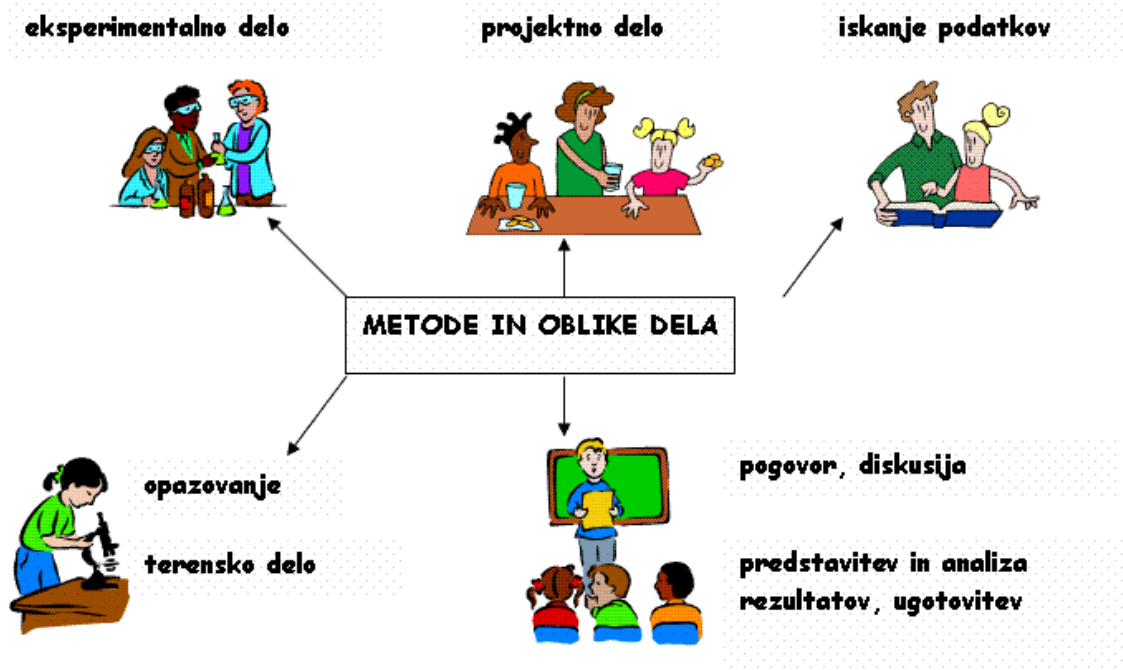 eksperimentalno delo
projektno delo
iskanje podatkov
METODE IN OBLIKE DELA
opazovanje
terensko delo
pogovor, diskusija
predstavitev in analiza
rezultatov, ugotovitev